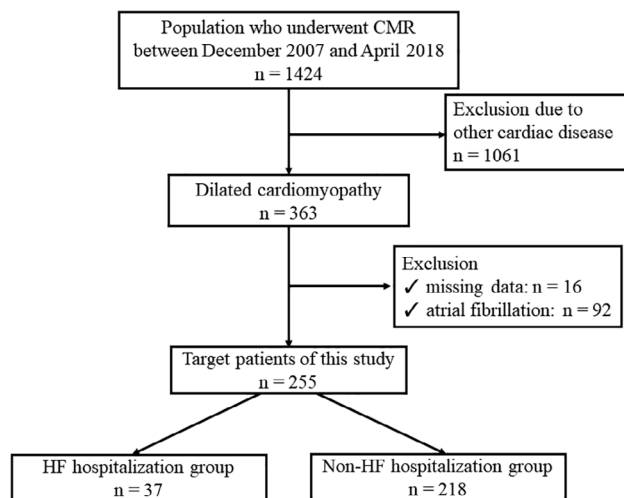 Population who underwent CMR
between December 2007 and April 2018
n = 1424
Exclusion due to
other cardiac disease
n = 1061
Dilated cardiomyopathy
n = 363
Exclusion
✓ missing data: n = 16
✓ atrial fibrillation: n = 92
Target patients of this study
n = 255
HF hospitalization group
n = 37
Non-HF hospitalization group
n = 218